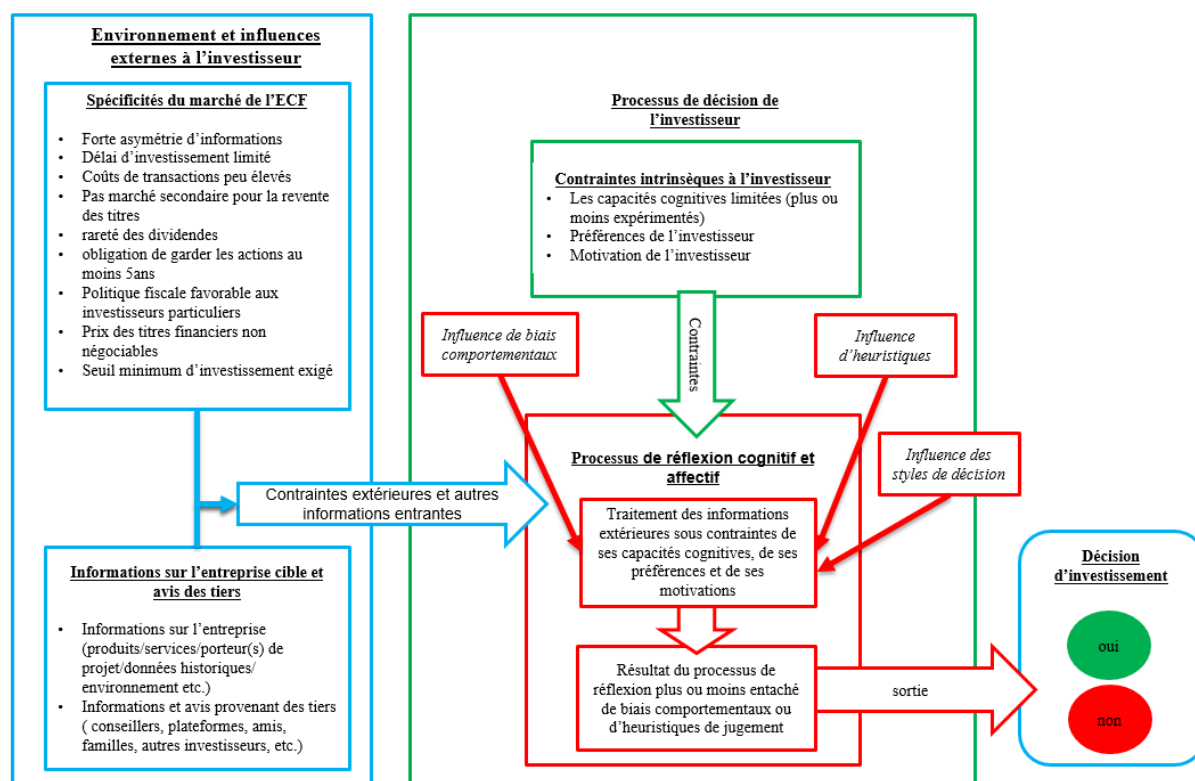 Environnement et influences
externes à l'investisseur
Spécificités du marché de l'ECF
• Forte asymétrie d'informations
• Délai d'investissement limité
• Coûts de transactions peu élevés
• Pas marché secondaire pour la revente
des titres
• rareté des dividendes
• obligation de garder les actions au
moins 5ans
• Politique fiscale favorable aux
investisseurs particuliers
• Prix des titres financiers non
négociables
• Seuil minimum d'investissement exigé
Contraintes extérieures et autres
informations entrantes
Informations sur l'entreprise cible et
avis des tiers
• Informations sur l'entreprise
(produits/services/porteur(s) de
projet/données historiques/
environnement etc.)
• Informations et avis provenant des tiers
( conseillers, plateformes, amis,
familles, autres investisseurs, etc.)
Processus de décision de
l'investisseur
Contraintes intrinsèques à l'investisseur
• Les capacités cognitives limitées (plus ou
moins expérimentés)
• Préférences de l'investisseur
• Motivation de l'investisseur
Contraintes
Influence de biais
comportementaux
Influence
d'heuristiques
Influence des
styles de décision
Processus de réflexion cognitif et
affectif
Traitement des informations
extérieures sous contraintes de
ses capacités cognitives, de ses
préférences et de ses
motivations
Résultat du processus de
réflexion plus ou moins entaché
de biais comportementaux ou
d'heuristiques de jugement
sortie
Décision
d'investissement
oui
non